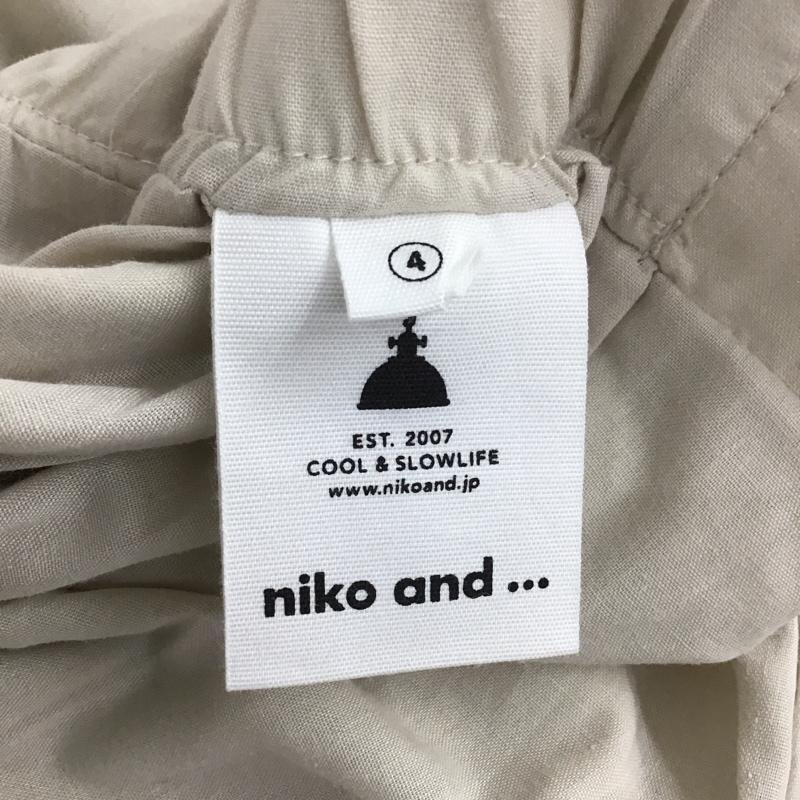 4
EST. 2007
COOL & SLOWLIFE
www.nikoand.jp
niko and ...